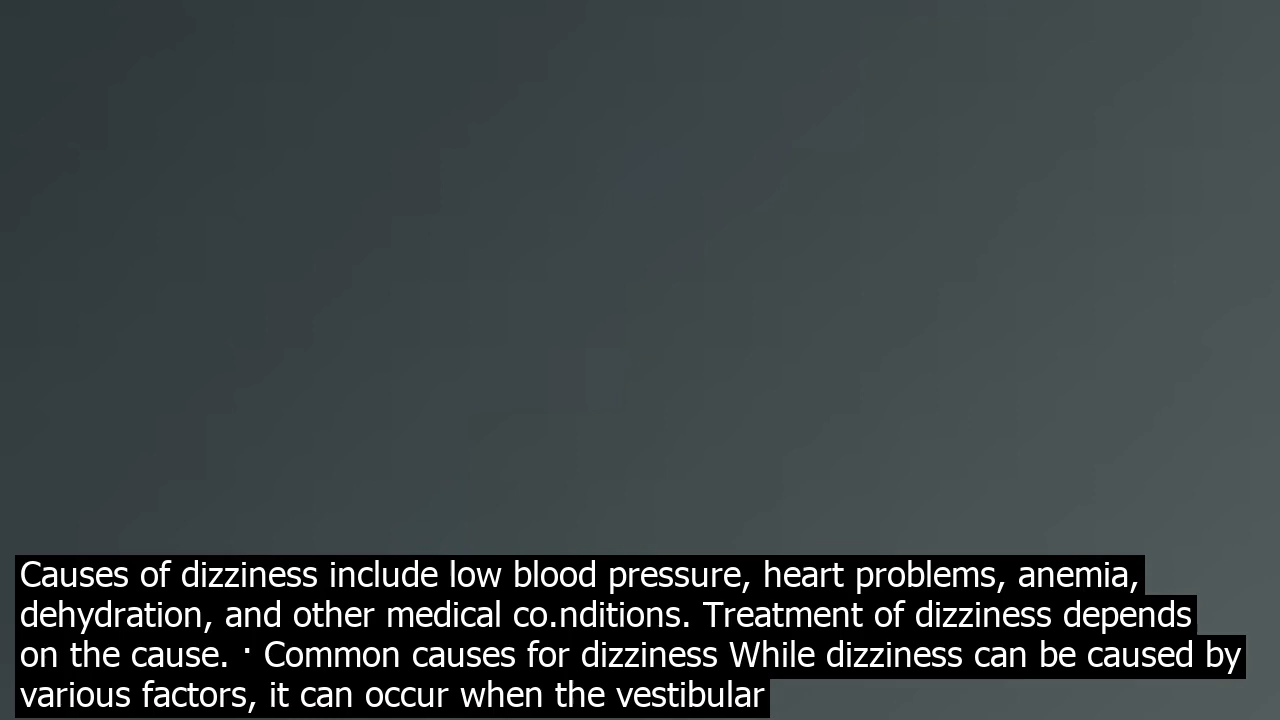 Causes of dizziness include low blood pressure, heart problems, anemia,
dehydration, and other medical co.nditions. Treatment of dizziness depends
on the cause. · Common causes for dizziness While dizziness can be caused by
various factors, it can occur when the vestibular